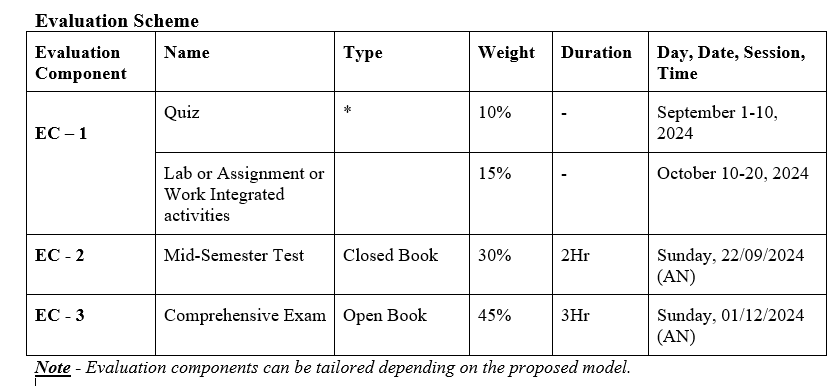 Evaluation Scheme
Evaluation Component
Name
Type
Weight
Duration
Day, Date, Session, Time
EC – 1
Quiz
*
10%
-
September 1-10, 2024
Lab or Assignment or Work Integrated activities
15%
-
October 10-20, 2024
EC - 2
Mid-Semester Test
Closed Book
30%
2Hr
Sunday, 22/09/2024 (AN)
EC - 3
Comprehensive Exam
Open Book
45%
3Hr
Sunday, 01/12/2024 (AN)
Note - Evaluation components can be tailored depending on the proposed model.